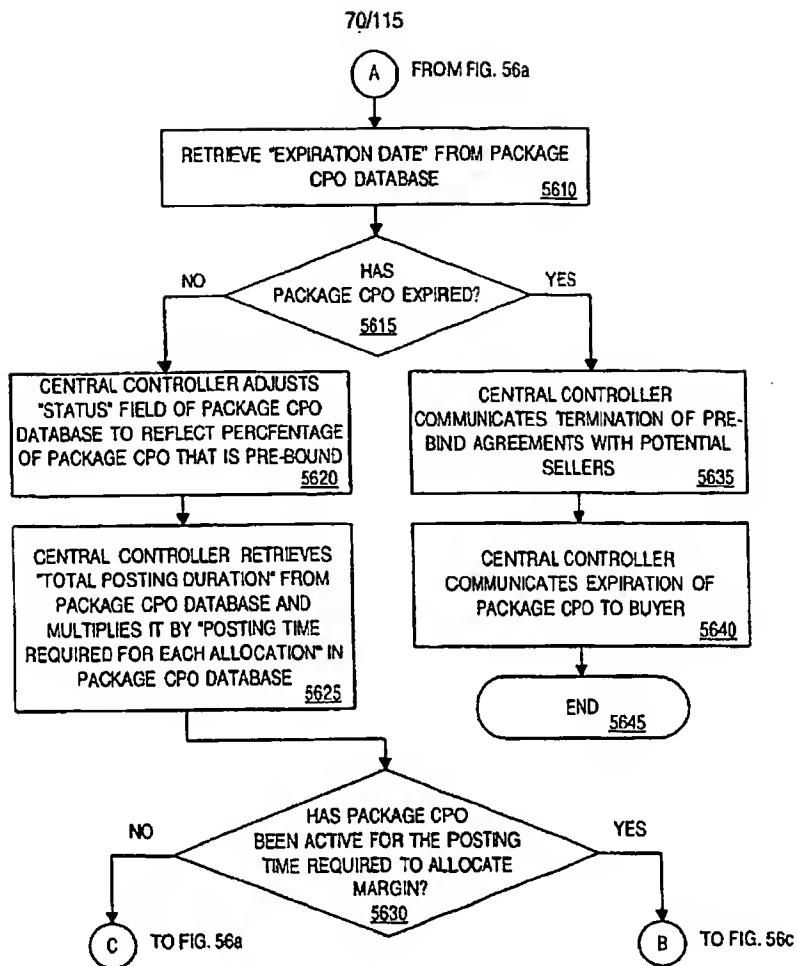 70/115
A FROM FIG. 56a
RETRIEVE "EXPIRATION DATE" FROM PACKAGE
CPO DATABASE
5610
HAS
PACKAGE CPO EXPIRED?
5615
NO
YES
CENTRAL CONTROLLER ADJUSTS
"STATUS" FIELD OF PACKAGE CPO
DATABASE TO REFLECT PERCFENTAGE
OF PACKAGE CPO THAT IS PRE-BOUND
5620
CENTRAL CONTROLLER
COMMUNICATES TERMINATION OF PRE-
BIND AGREEMENTS WITH POTENTIAL
SELLERS
5635
CENTRAL CONTROLLER RETRIEVES
"TOTAL POSTING DURATION" FROM
PACKAGE CPO DATABASE AND
MULTIPLIES IT BY "POSTING TIME
REQUIRED FOR EACH ALLOCATION" IN
PACKAGE CPO DATABASE
5625
CENTRAL CONTROLLER
COMMUNICATES EXPIRATION OF
PACKAGE CPO TO BUYER
5640
END
5645
HAS PACKAGE CPO
BEEN ACTIVE FOR THE POSTING
TIME REQUIRED TO ALLOCATE
MARGIN?
5630
NO
YES
C TO FIG. 56a
B TO FIG. 56c